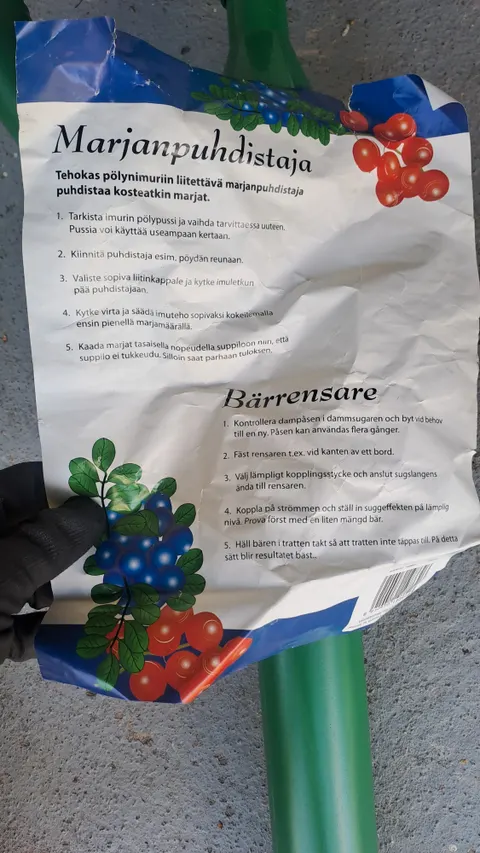 Marjanpuhdistaja
Tehokas pölynimuriin liitettävä marjanpuhdistaja
puhdistaa kosteatkin marjat.
1. Tarkista imurin pölypussi ja vaihda tarvittaessa uuteen.
Pussia voi käyttää useampaan kertaan.
2. Kiinnitä puhdistaja esim. pöydän reunaan.
3. Valitse sopiva liitinkappale ja kytke imuletkun
pää puhdistajaan.
4. Kytke virta ja säädä imuteho sopivaksi kokeilemalla
ensin pienellä marjamäärällä.
5. Kaada marjat tasaisella nopeudella suppiloon niin, että
suppilo ei tukkeudu. Silloin saat parhaan tuloksen.
Bärrensare
1. Kontrollera dampåsen i dammsugaren och byt vid behov
till en ny. Påsen kan användas flera gånger.
2. Fäst rensaren t.ex. vid kanten av ett bord.
3. Välj lämpligt kopplingsstycke och anslut sugslangens
ända till rensaren.
4. Koppla på strömmen och ställ in suggeffekten på lämplig
nivå. Prova först med en liten mängd bär.
5. Häll bären i tratten takt så att tratten inte täppas till. På detta
sätt blir resultatet bäst..